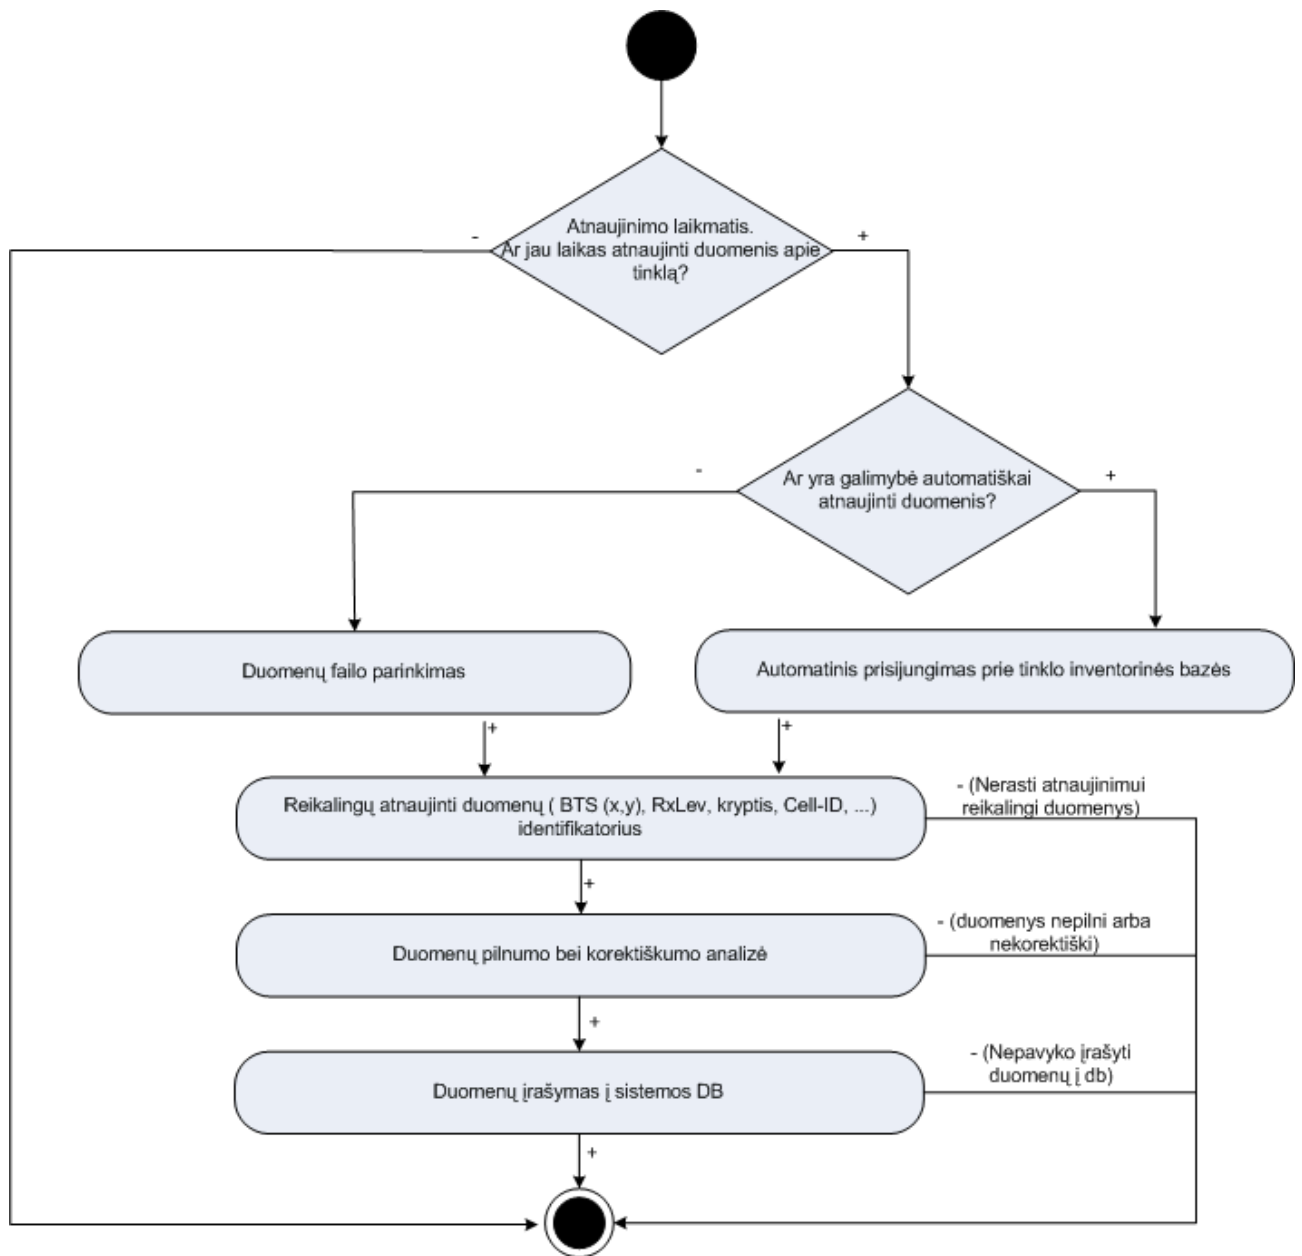 Atnaujinimo laikmatis.
- Ar jau laikas atnaujinti duomenis apie +
tinklą?
- Ar yra galimybė automatiškai +
atnaujinti duomenis?
Duomenų failo parinkimas
Automatinis prisijungimas prie tinklo inventorinės bazės
+
+
Reikalingų atnaujinti duomenų ( BTS (x,y), RxLev, kryptis, Cell-ID, ...)
identifikatorius
- (Nerasti atnaujinimui
reikalingi duomenys)
+
Duomenų pilnumo bei korektiškumo analizė
- (duomenys nepilni arba
nekorektiški)
+
Duomenų įrašymas į sistemos DB
- (Nepavyko įrašyti
duomenų į db)
+